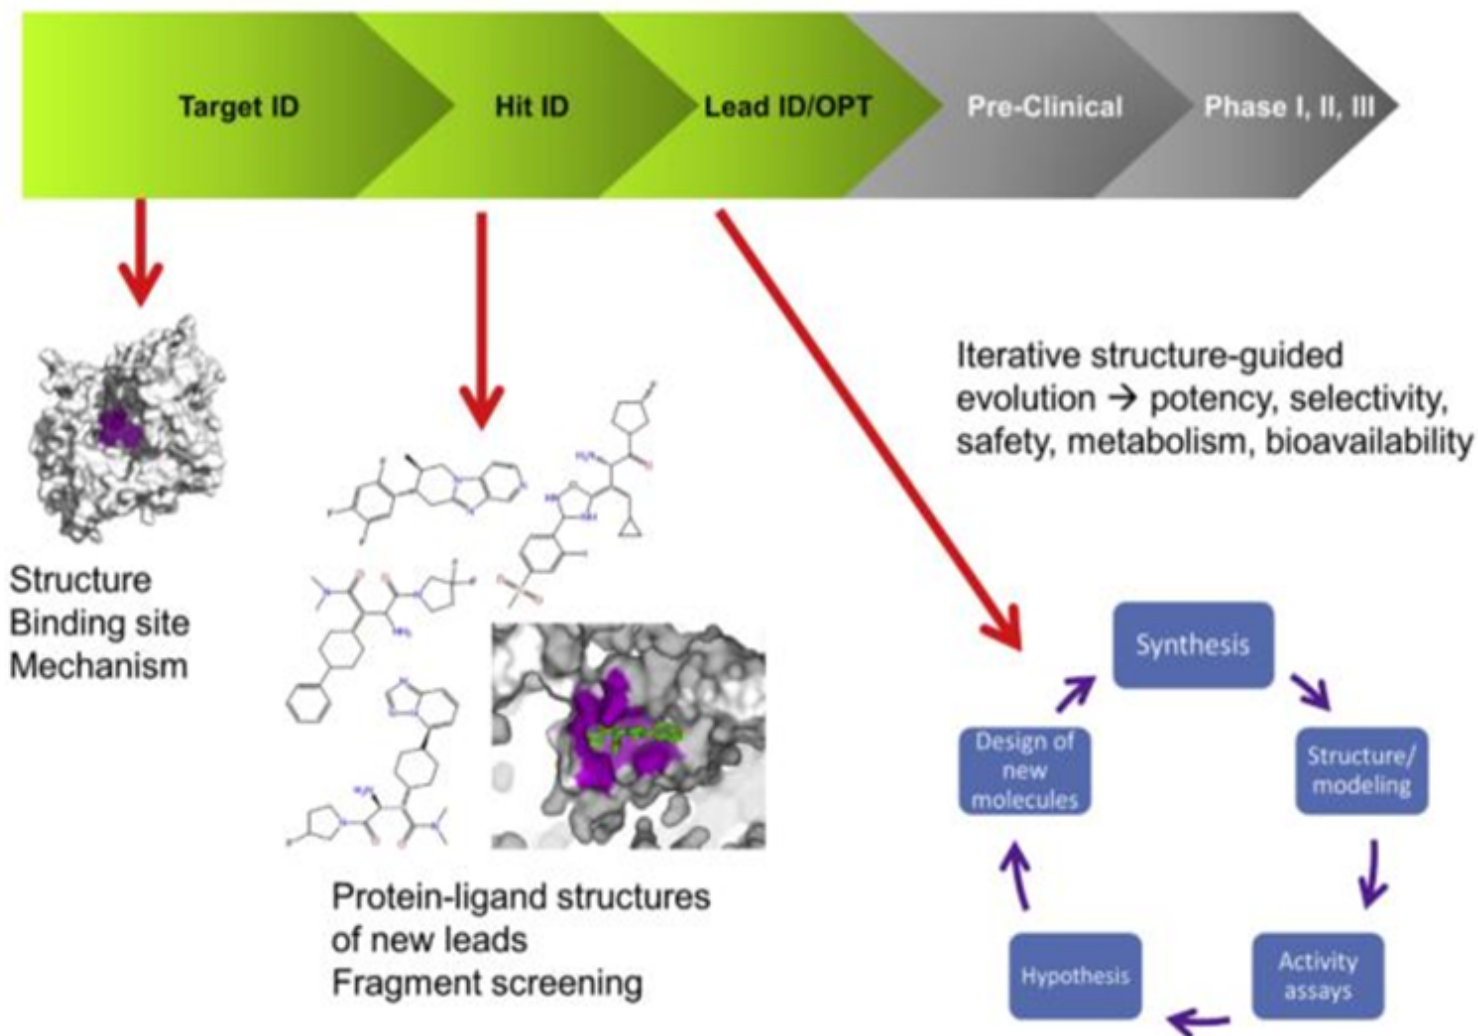 Target ID
Hit ID
Lead ID/OPT
Pre-Clinical
Phase I, II, III
Structure
Binding site
Mechanism
Protein-ligand structures
of new leads
Fragment screening
Iterative structure-guided
evolution → potency, selectivity,
safety, metabolism, bioavailability
Synthesis
Structure/
modeling
Activity
assays
Hypothesis
Design of
new
molecules